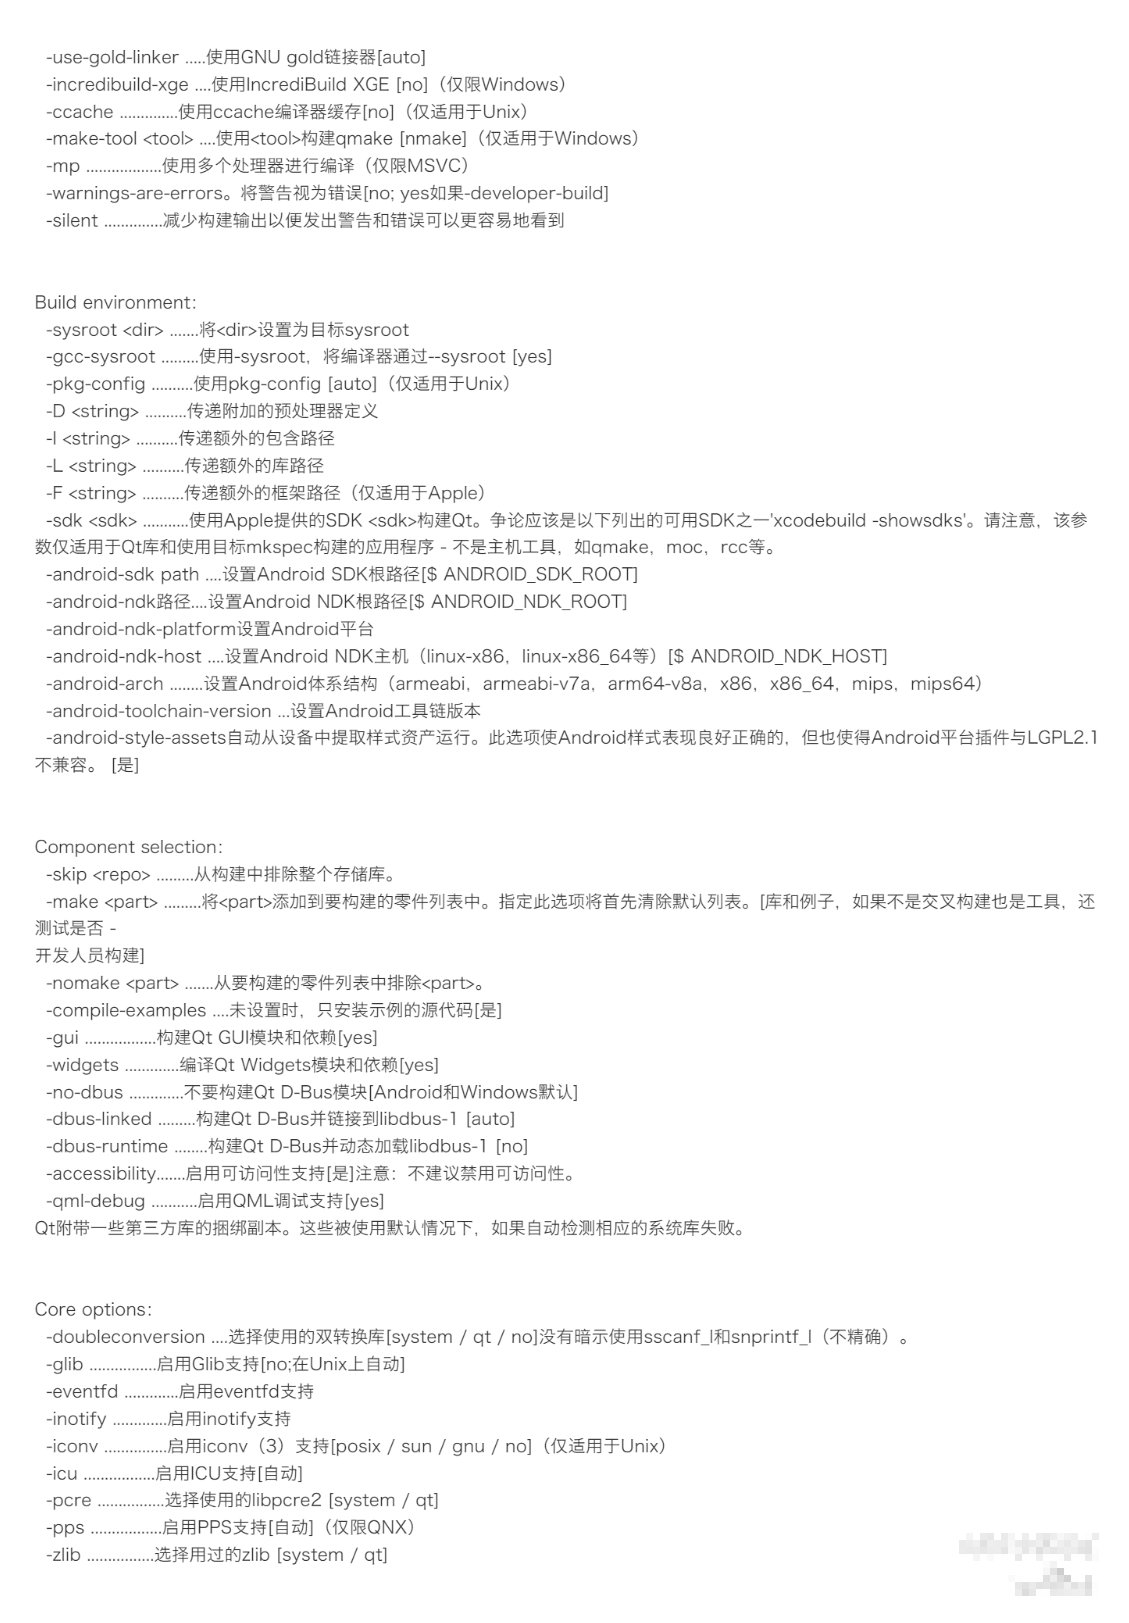 -use-gold-linker .....使用GNU gold链接器[auto]
-incredibuild-xge ....使用IncrediBuild XGE [no]（仅限Windows）
-ccache .............使用ccache编译器缓存[no]（仅适用于Unix）
-make-tool <tool> ....使用<tool>构建qmake [nmake]（仅适用于Windows）
-mp .................使用多个处理器进行编译（仅限MSVC）
-warnings-are-errors。将警告视为错误[no; yes如果-developer-build]
-silent .............减少构建输出以便发出警告和错误可以更容易地看到
Build environment:
-sysroot <dir> .......将<dir>设置为目标sysroot
-gcc-sysroot .........使用-sysroot，将编译器通过--sysroot [yes]
-pkg-config ..........使用pkg-config [auto]（仅适用于Unix）
-D <string> ..........传递附加的预处理器定义
-I <string> ..........传递额外的包含路径
-L <string> ..........传递额外的库路径
-F <string> ..........传递额外的框架路径（仅适用于Apple）
-sdk <sdk> ...........使用Apple提供的SDK <sdk>构建Qt。争论应该是以下列出的可用SDK之一'xcodebuild -showsdks'。请注意，该参
数仅适用于Qt库和使用目标mkspec构建的应用程序 - 不是主机工具，如qmake，moc，rcc等。
-android-sdk path ....设置Android SDK根路径[$ ANDROID_SDK_ROOT]
-android-ndk路径....设置Android NDK根路径[$ ANDROID_NDK_ROOT]
-android-ndk-platform设置Android平台
-android-ndk-host ....设置Android NDK主机（linux-x86，linux-x86_64等）[$ ANDROID_NDK_HOST]
-android-arch ........设置Android体系结构（armeabi，armeabi-v7a，arm64-v8a，x86，x86_64，mips，mips64）
-android-toolchain-version ...设置Android工具链版本
-android-style-assets自动从设备中提取样式资产运行。此选项使Android样式表现良好正确的，但也使得Android平台插件与LGPL2.1
不兼容。 [是]
Component selection:
-skip <repo> .........从构建中排除整个存储库。
-make <part> .........将<part>添加到要构建的零件列表中。指定此选项将首先清除默认列表。[库和例子，如果不是交叉构建也是工具，还
测试是否 -
开发人员构建]
-nomake <part> .......从要构建的零件列表中排除<part>。
-compile-examples ....未设置时，只安装示例的源代码[是]
-gui .................构建Qt GUI模块和依赖[yes]
-widgets .............编译Qt Widgets模块和依赖[yes]
-no-dbus .............不要构建Qt D-Bus模块[Android和Windows默认]
-dbus-linked .........构建Qt D-Bus并链接到libdbus-1 [auto]
-dbus-runtime ........构建Qt D-Bus并动态加载libdbus-1 [no]
-accessibility.......启用可访问性支持[是]注意：不建议禁用可访问性。
-qml-debug ...........启用QML调试支持[yes]
Qt附带一些第三方库的捆绑副本。这些被使用默认情况下，如果自动检测相应的系统库失败。
Core options:
-doubleconversion ....选择使用的双转换库[system / qt / no]没有暗示使用sscanf_l和snprintf_l（不精确）。
-glib ................启用Glib支持[no;在Unix上自动]
-eventfd .............启用eventfd支持
-inotify .............启用inotify支持
-iconv ...............启用iconv（3）支持[posix / sun / gnu / no]（仅适用于Unix）
-icu .................启用ICU支持[自动]
-pcre ................选择使用的libpcre2 [system / qt]
-pps .................启用PPS支持[自动]（仅限QNX）
-zlib ................选择用过的zlib [system / qt]